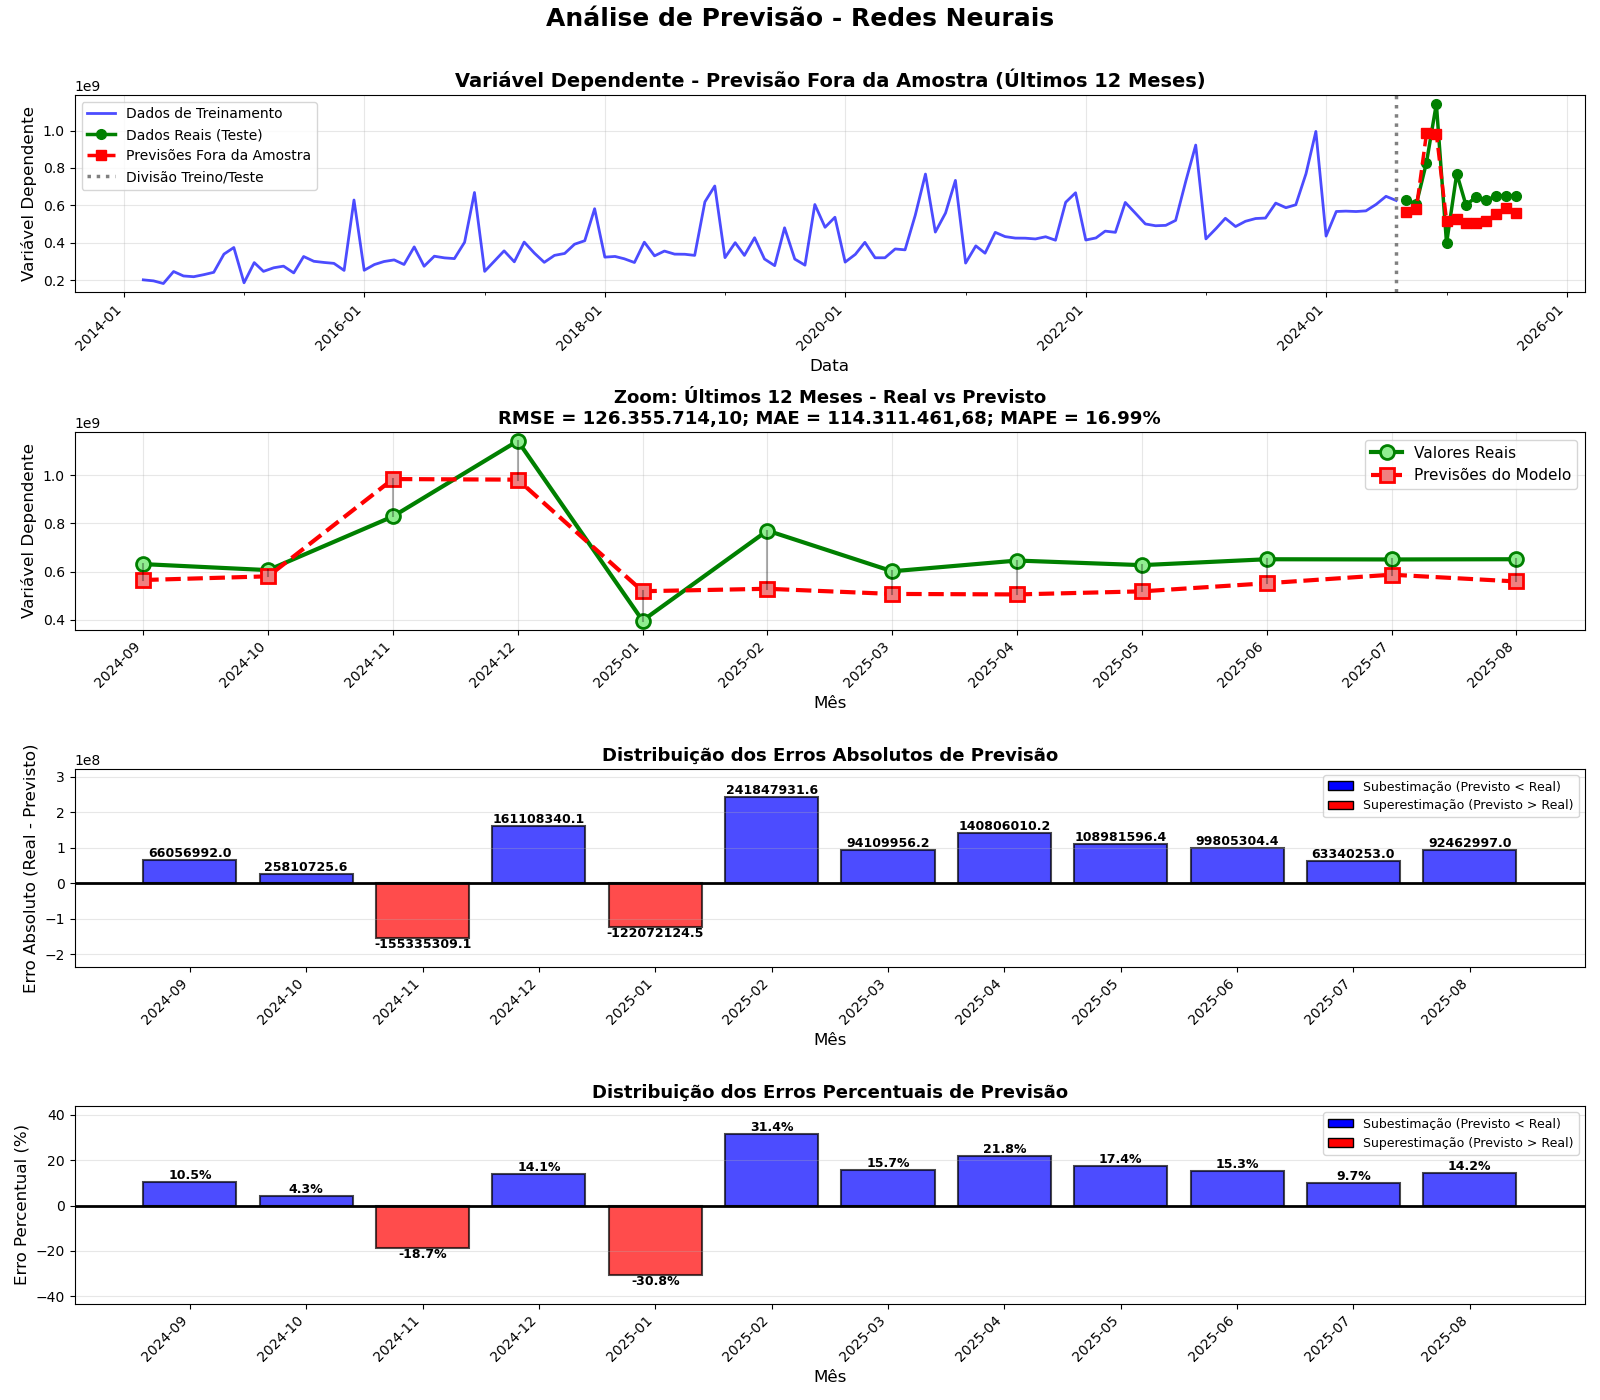 Análise de Previsão - Redes Neurais
Variável Dependente - Previsão Fora da Amostra (Últimos 12 Meses)
1e9
Variável Dependente
1.0
0.8
0.6
0.4
0.2
Dados de Treinamento
Dados Reais (Teste)
Previsões Fora da Amostra
Divisão Treino/Teste
2014-01 2016-01 2018-01 2020-01 2022-01 2024-01 2026-01
Data
Zoom: Últimos 12 Meses - Real vs Previsto
RMSE = 126.355.714,10; MAE = 114.311.461,68; MAPE = 16.99%
1e9
Variável Dependente
1.0
0.8
0.6
0.4
Valores Reais
Previsões do Modelo
2024-09 2024-10 2024-11 2024-12 2025-01 2025-02 2025-03 2025-04 2025-05 2025-06 2025-07 2025-08
Mês
Distribuição dos Erros Absolutos de Previsão
1e8
Erro Absoluto (Real - Previsto)
3
2
1
0
−1
−2
Subestimação (Previsto < Real)
Superestimação (Previsto > Real)
66056992.0 25810725.6 -155335309.1 161108340.1 -122072124.5 241847931.6 94109956.2 140806010.2 108981596.4 99805304.4 63340253.0 92462997.0
2024-09 2024-10 2024-11 2024-12 2025-01 2025-02 2025-03 2025-04 2025-05 2025-06 2025-07 2025-08
Mês
Distribuição dos Erros Percentuais de Previsão
Erro Percentual (%)
40
20
0
−20
−40
Subestimação (Previsto < Real)
Superestimação (Previsto > Real)
10.5% 4.3% -18.7% 14.1% -30.8% 31.4% 15.7% 21.8% 17.4% 15.3% 9.7% 14.2%
2024-09 2024-10 2024-11 2024-12 2025-01 2025-02 2025-03 2025-04 2025-05 2025-06 2025-07 2025-08
Mês